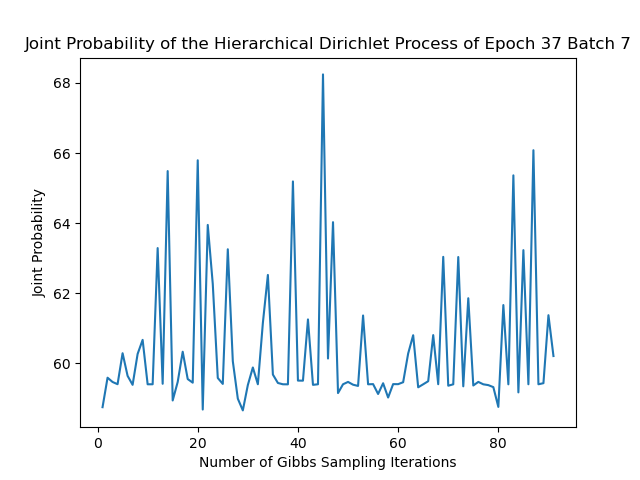 Joint Probability of the Hierarchical Dirichlet Process of Epoch 37 Batch 7
68
66
64
62
60
Joint Probability
0 20 40 60 80
Number of Gibbs Sampling Iterations